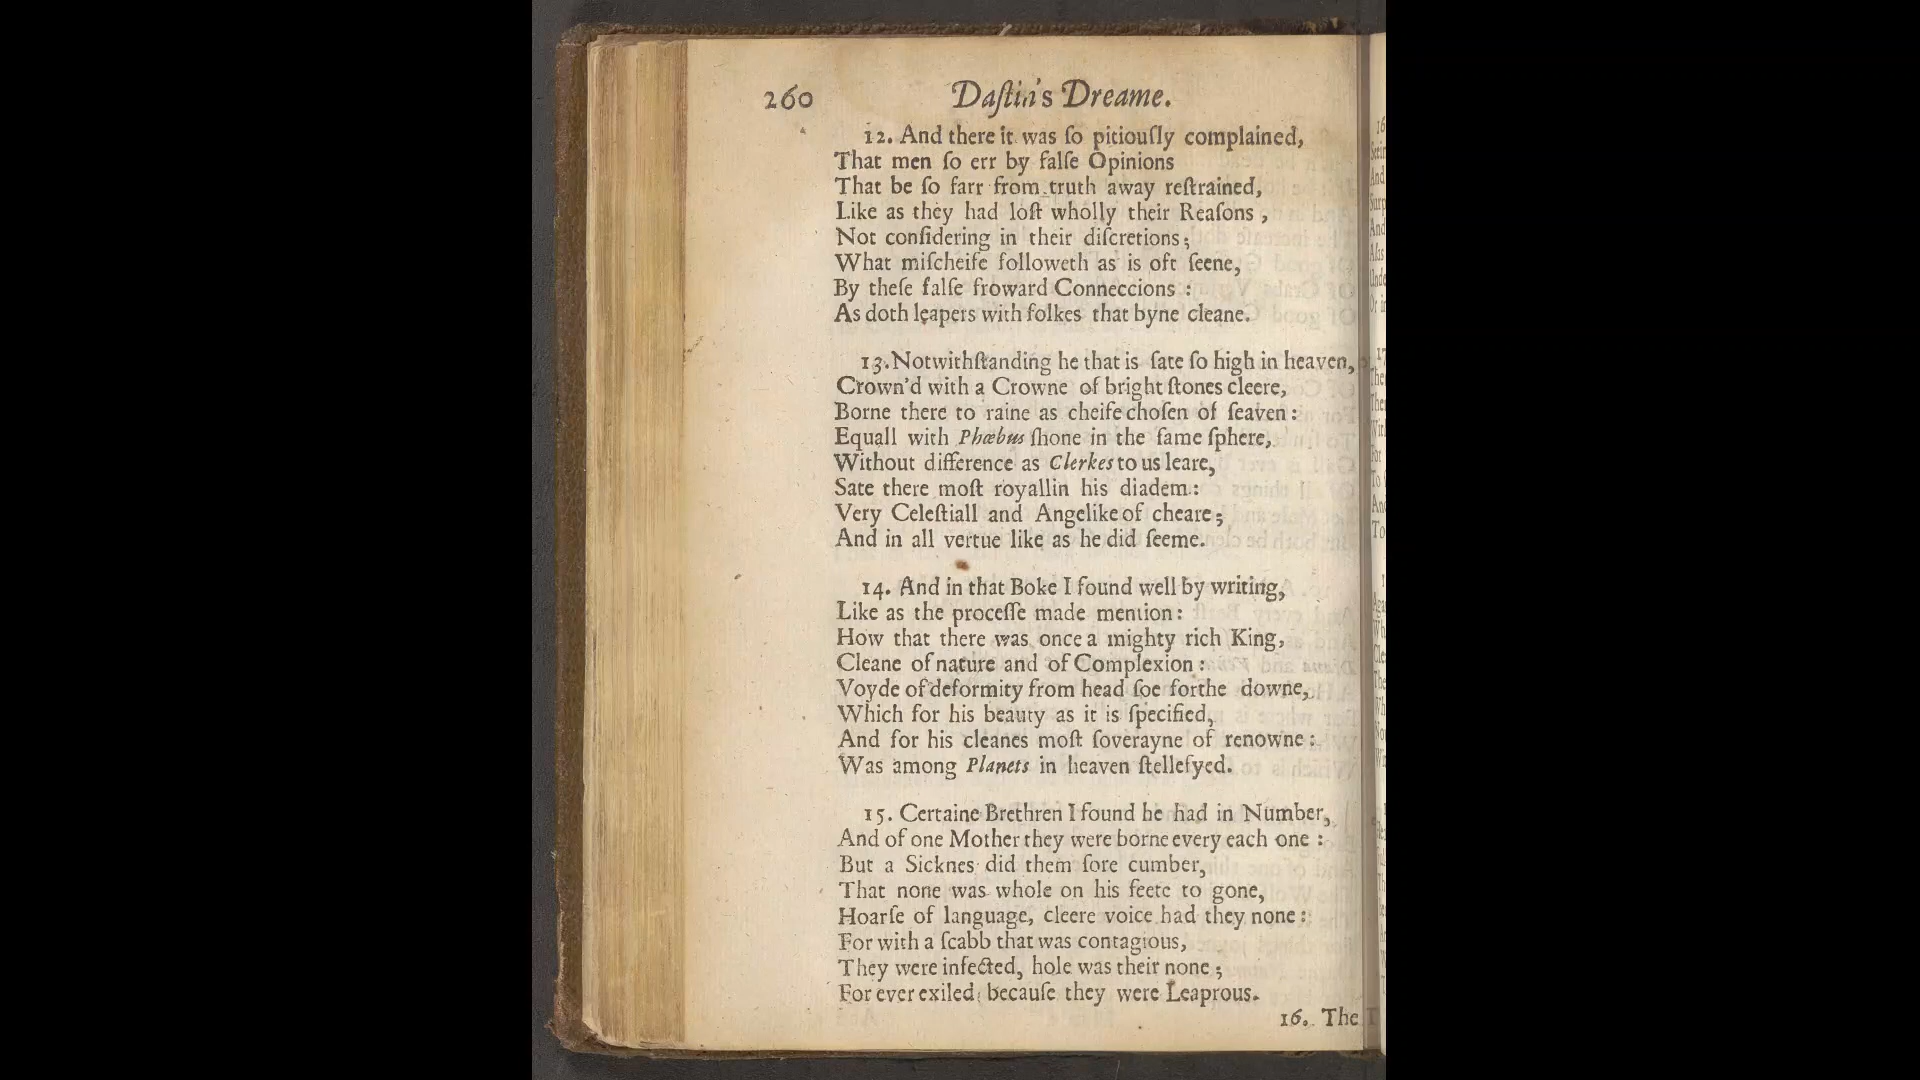 260 Daſtin's Dreame.
12. And there it was ſo pitiouſly complained,
That men ſo err by falſe Opinions
That be ſo farr from truth away reſtrained,
Like as they had loſt wholly their Reaſons,
Not conſidering in their diſcretions;
What miſcheife followeth as is oft ſeene,
By theſe falſe froward Conneccions:
As doth leapers with folkes that byne cleane.
13. Notwithſtanding he that is ſate ſo high in heaven,
Crown'd with a Crowne of bright ſtones cleere,
Borne there to raine as cheife choſen of ſeaven:
Equall with Phœbus ſhone in the ſame ſphere,
Without difference as Clerkes to us leare,
Sate there moſt royallin his diadem:
Very Celeſtiall and Angelike of cheare;
And in all vertue like as he did ſeeme.
14. And in that Boke I found well by writing,
Like as the proceſſe made mention:
How that there was once a mighty rich King,
Cleane of nature and of Complexion:
Voyde of deformity from head ſoe forthe downe,
Which for his beauty as it is ſpecified,
And for his cleanes moſt ſoverayne of renowne:
Was among Planets in heaven ſtellefyed.
15. Certaine Brethren I found he had in Number,
And of one Mother they were borne every each one:
But a Sicknes did them ſore cumber,
That none was whole on his feete to gone,
Hoarſe of language, cleere voice had they none:
For with a ſcabb that was contagious,
They were infected, hole was their none;
For ever exiled becauſe they were Leaprous.
16. The